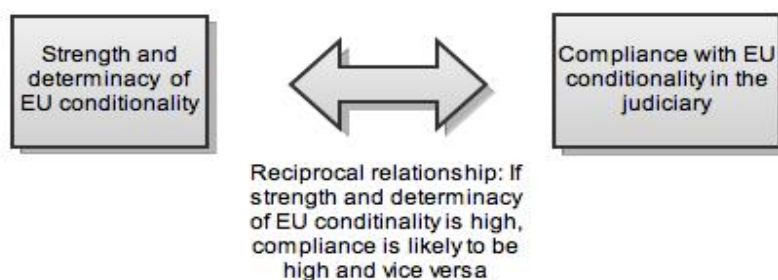 Strength and
determinacy of
EU conditionality
Compliance with EU
conditionality in the
judiciary
Reciprocal relationship: If
strength and determinacy
of EU conditinality is high,
compliance is likely to be
high and vice versa